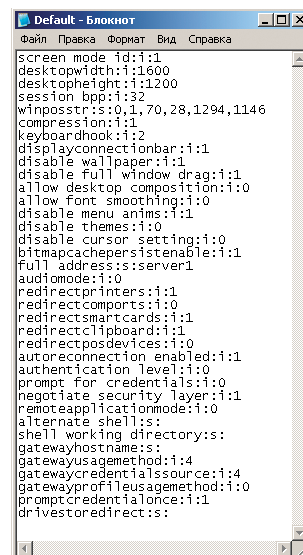 Default - Блокнот
Файл Правка Формат Вид Справка
screen mode id:i:1
desktopwidth:i:1600
desktopheight:i:1200
session bpp:i:32
winposstr:s:0,1,70,28,1294,1146
compression:i:1
keyboardhook:i:2
displayconnectionbar:i:1
disable wallpaper:i:1
disable full window drag:i:1
allow desktop composition:i:0
allow font smoothing:i:0
disable menu anims:i:1
disable themes:i:0
disable cursor setting:i:0
bitmapcachepersistenable:i:1
full address:s:server1
audiomode:i:0
redirectprinters:i:1
redirectcomports:i:0
redirectsmartcards:i:1
redirectclipboard:i:1
redirectposdevices:i:0
autoreconnection enabled:i:1
authentication level:i:0
prompt for credentials:i:0
negotiate security layer:i:1
remoteapplicationmode:i:0
alternate shell:s:
shell working directory:s:
gatewayhostname:s:
gatewayusagemethod:i:4
gatewaycredentialssource:i:4
gatewayprofileusagemethod:i:0
promptcredentialonce:i:1
drivestoredirect:s: